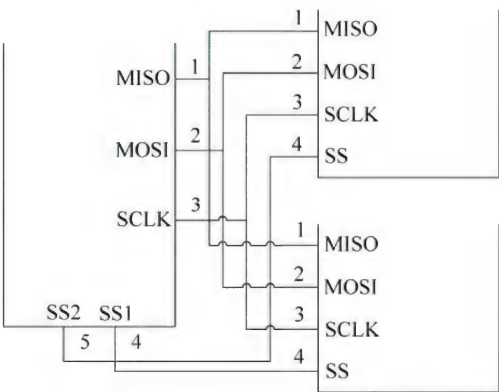 MISO 1
MOSI 2
SCLK 3
SS2 SS1
5 4
1 MISO
2 MOSI
3 SCLK
4 SS
1 MISO
2 MOSI
3 SCLK
4 SS